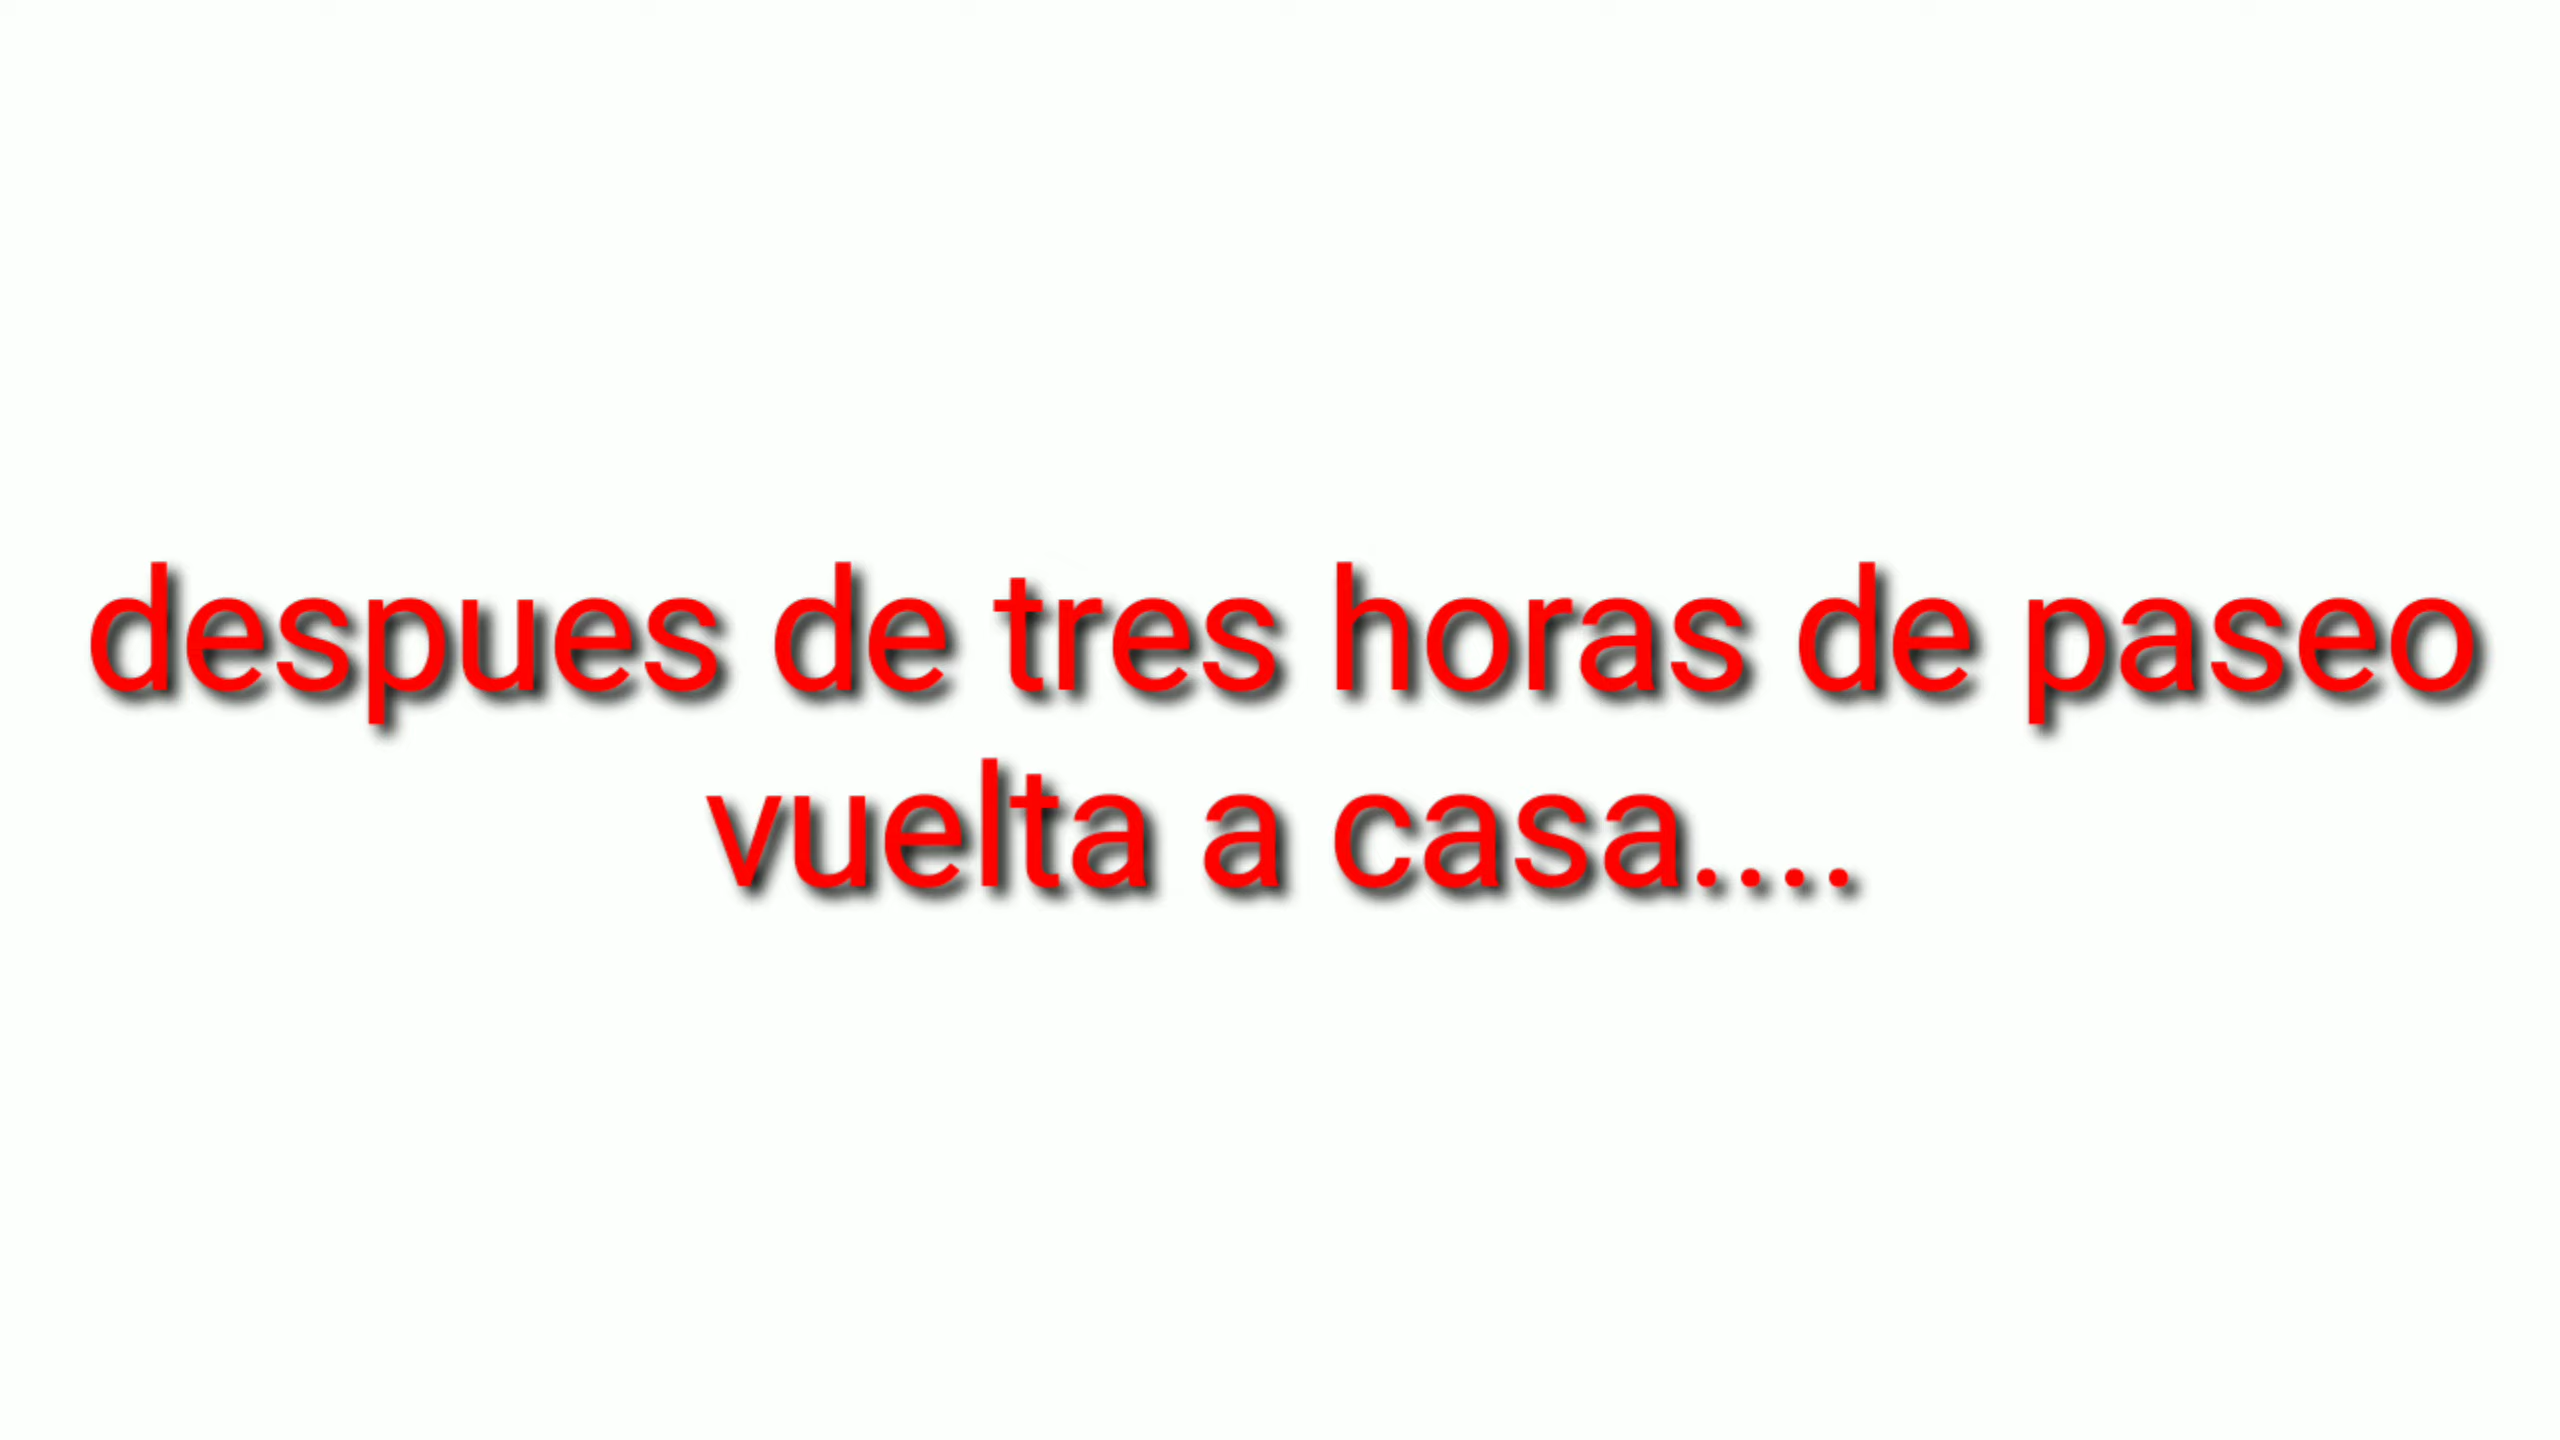 despues de tres horas de paseo
vuelta a casa....